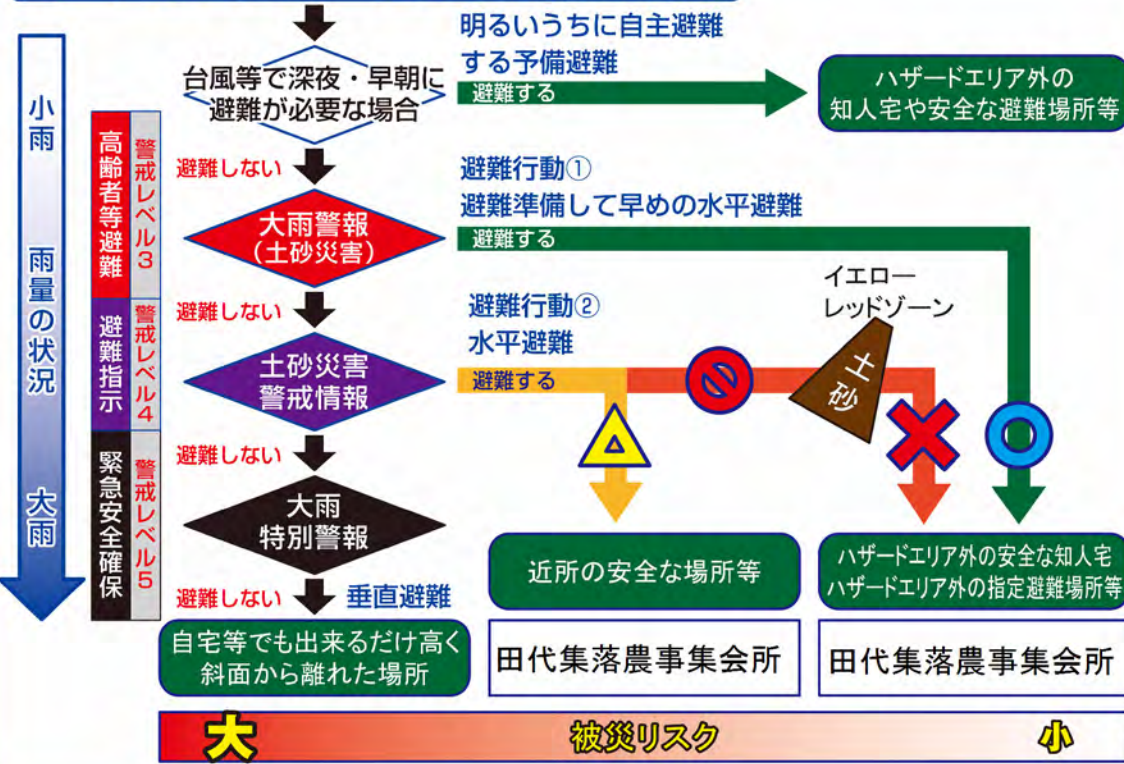 明るいうちに自主避難
する予備避難
台風等で深夜・早朝に
避難が必要な場合
避難する
ハザードエリア外の
知人宅や安全な避難場所等
小雨
雨量の状況
大雨
高齢者等避難
警戒レベル3
避難しない
避難行動①
避難準備して早めの水平避難
大雨警報
(土砂災害)
避難する
イエロー
レッドゾーン
避難指示
警戒レベル4
避難しない
避難行動②
水平避難
土砂災害
警戒情報
避難する
土砂
緊急安全確保
警戒レベル5
避難しない
大雨
特別警報
近所の安全な場所等
ハザードエリア外の安全な知人宅
ハザードエリア外の指定避難場所等
避難しない
垂直避難
自宅等でも出来るだけ高く
斜面から離れた場所
田代集落農事集会所
田代集落農事集会所
大
被災リスク
小